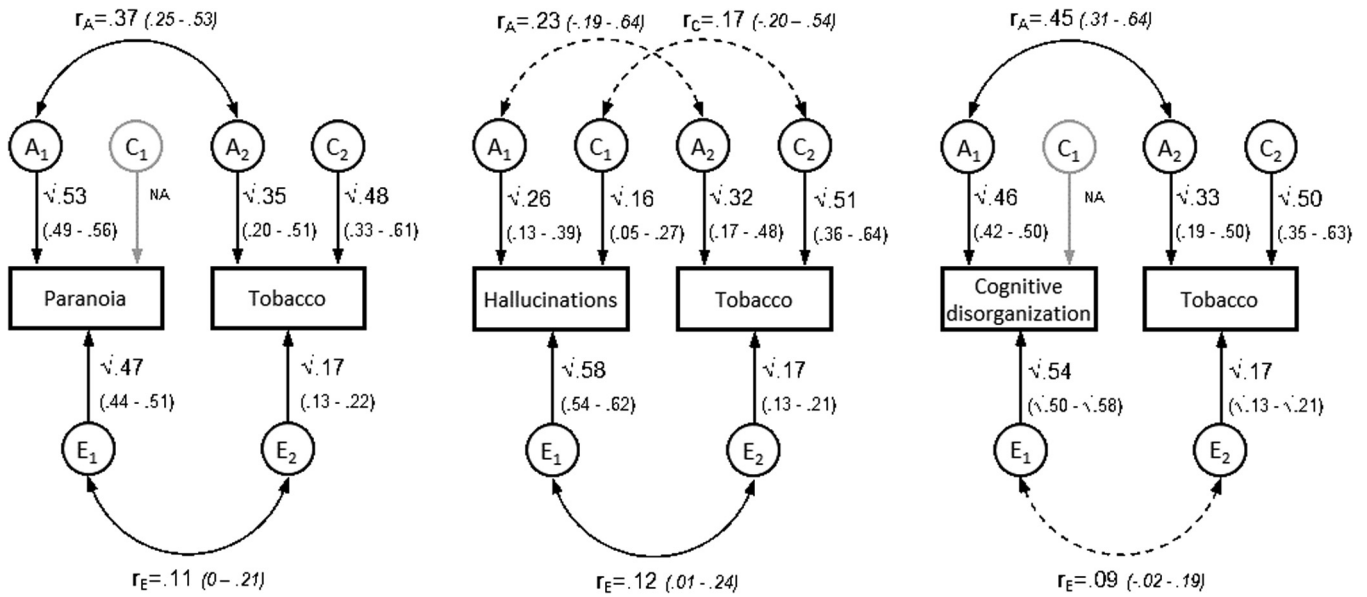 rA=.37 (.25 - .53)
A1
C1
A2
C2
√.53
(.49 - .56)
NA
√.35
(.20 - .51)
√.48
(.33 - .61)
Paranoia
Tobacco
√.47
(.44 - .51)
√.17
(.13 - .22)
E1
E2
rE=.11 (0 – .21)
rA=.23 (-.19 - .64)
rC=.17 (-.20– .54)
A1
C1
A2
C2
√.26
(.13 - .39)
√.16
(.05 - .27)
√.32
(.17 - .48)
√.51
(.36 - .64)
Hallucinations
Tobacco
√.58
(.54 - .62)
√.17
(.13 - .21)
E1
E2
rE=.12 (.01 - .24)
rA=.45 (.31 - .64)
A1
C1
A2
C2
√.46
(.42 - .50)
NA
√.33
(.19 - .50)
√.50
(.35 - .63)
Cognitive
disorganization
Tobacco
√.54
(√.50 - √.58)
√.17
(√.13 - √.21)
E1
E2
rE=.09 (-.02 - .19)